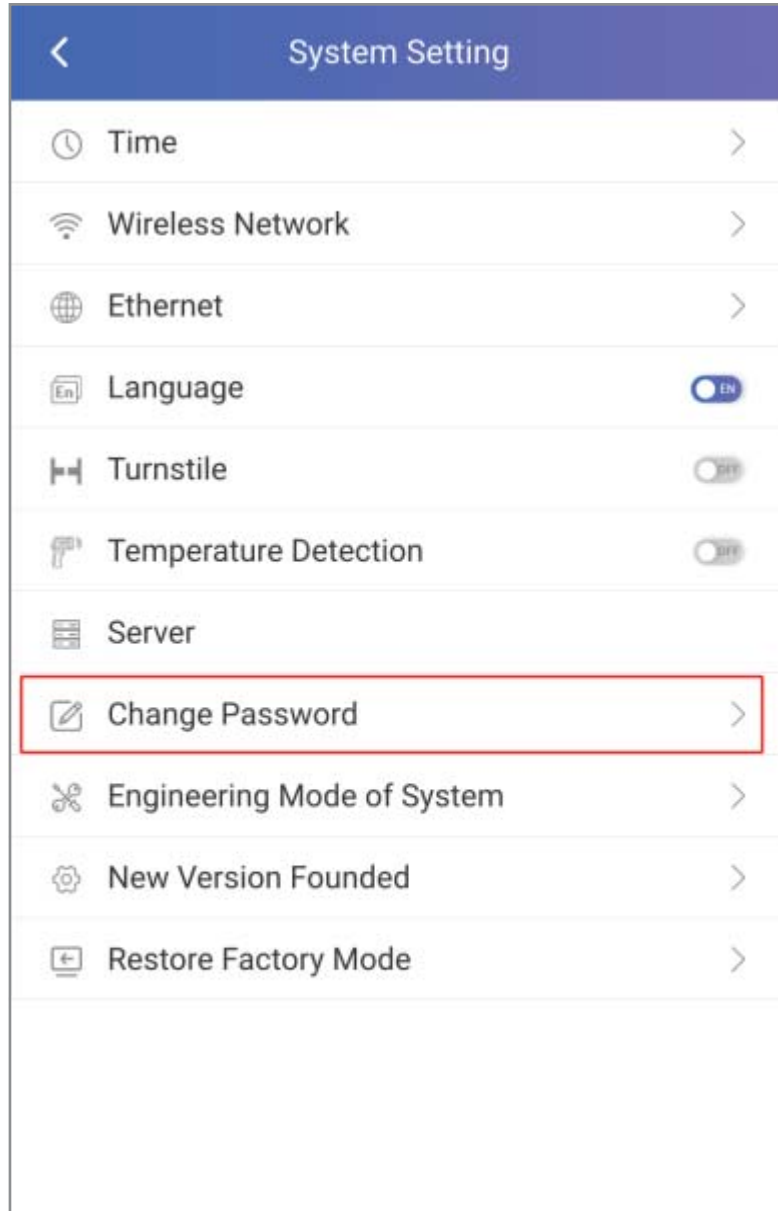 System Setting
Time
Wireless Network
Ethernet
En Language EN
Turnstile OFF
Temperature Detection OFF
Server
Change Password
Engineering Mode of System
New Version Founded
Restore Factory Mode